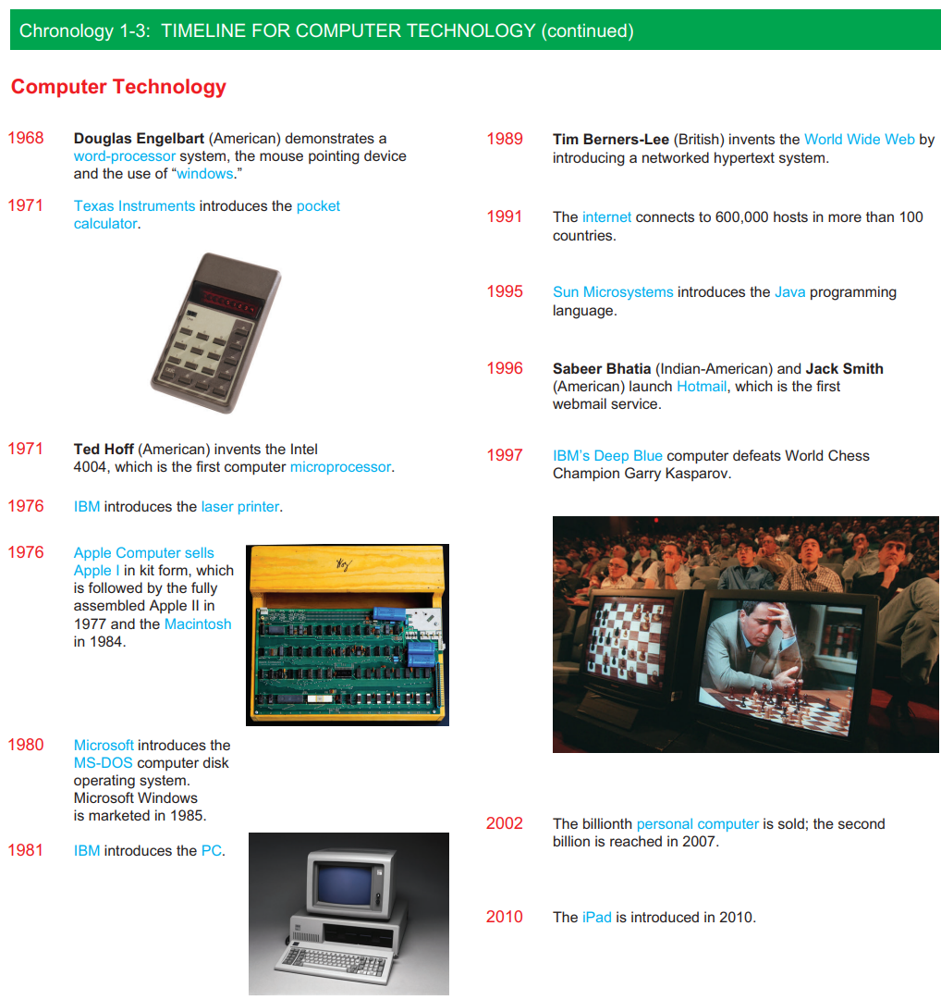 Chronology 1-3: TIMELINE FOR COMPUTER TECHNOLOGY (continued)
Computer Technology
1968 Douglas Engelbart (American) demonstrates a
word-processor system, the mouse pointing device
and the use of “windows.”
1971 Texas Instruments introduces the pocket
calculator.
1971 Ted Hoff (American) invents the Intel
4004, which is the first computer microprocessor.
1976 IBM introduces the laser printer.
1976 Apple Computer sells
Apple I in kit form, which
is followed by the fully
assembled Apple II in
1977 and the Macintosh
in 1984.
1980 Microsoft introduces the
MS-DOS computer disk
operating system.
Microsoft Windows
is marketed in 1985.
1981 IBM introduces the PC.
1989 Tim Berners-Lee (British) invents the World Wide Web by
introducing a networked hypertext system.
1991 The internet connects to 600,000 hosts in more than 100
countries.
1995 Sun Microsystems introduces the Java programming
language.
1996 Sabeer Bhatia (Indian-American) and Jack Smith
(American) launch Hotmail, which is the first
webmail service.
1997 IBM’s Deep Blue computer defeats World Chess
Champion Garry Kasparov.
2002 The billionth personal computer is sold; the second
billion is reached in 2007.
2010 The iPad is introduced in 2010.